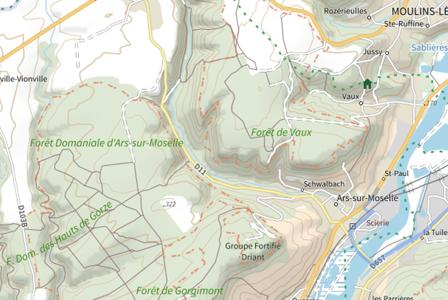 Rozérieulles
MOULINS-LÈ
Ste-Ruffine
Jussy
Sablières
ville-Vionville
Vaux
Forêt de Vaux
Forêt Domaniale d'Ars-sur-Moselle
D11
St-Paul
Schwalbach
Ars-sur-Moselle
322
D103B
F. Dom. des Hauts de Gorze
Scierie
Groupe Fortifié
Driant
D657
la Tuile
Forêt de Gorgimont
les Parrières